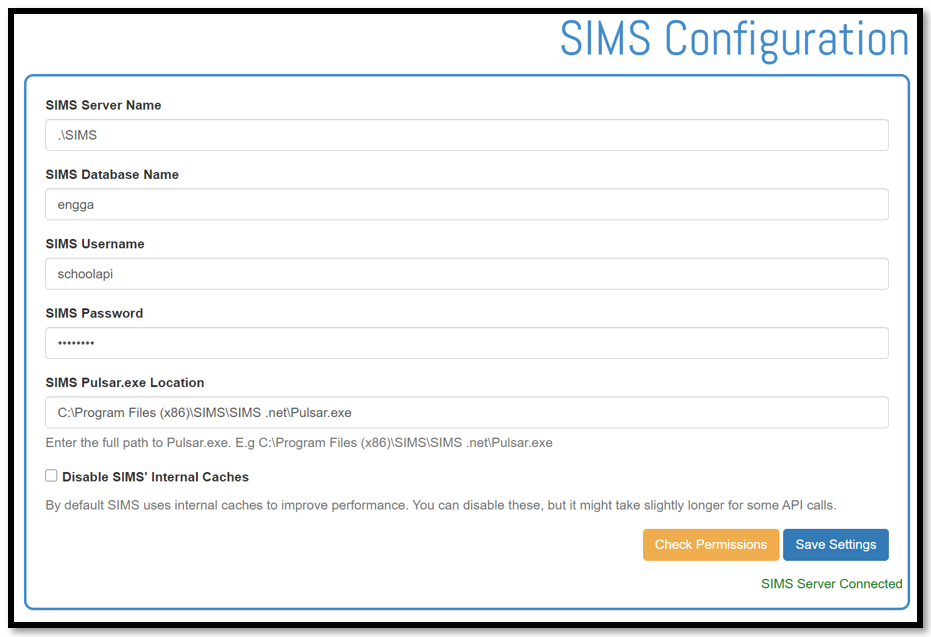 SIMS Configuration
SIMS Server Name
.\SIMS
SIMS Database Name
engga
SIMS Username
schoolapi
SIMS Password
••••••••
SIMS Pulsar.exe Location
C:\Program Files (x86)\SIMS\SIMS .net\Pulsar.exe
Enter the full path to Pulsar.exe. E.g C:\Program Files (x86)\SIMS\SIMS .net\Pulsar.exe
Disable SIMS' Internal Caches
By default SIMS uses internal caches to improve performance. You can disable these, but it might take slightly longer for some API calls.
Check Permissions Save Settings
SIMS Server Connected